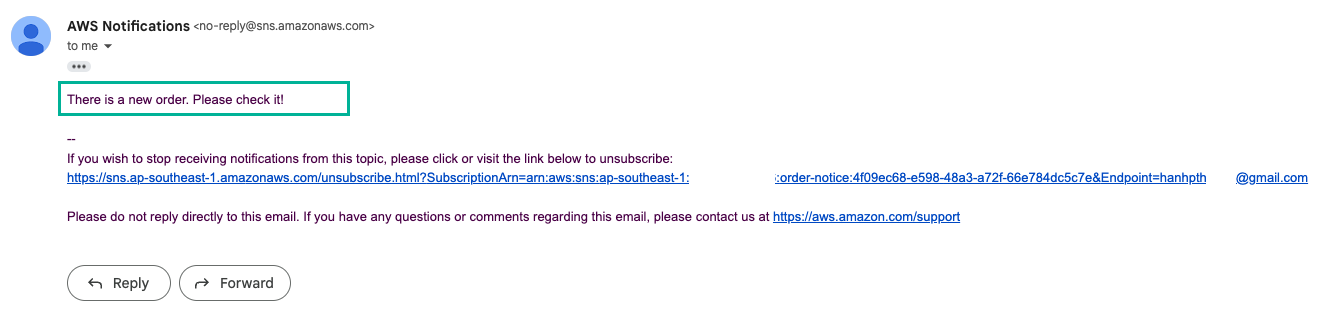 AWS Notifications <no-reply@sns.amazonaws.com>
to me
There is a new order. Please check it!
--
If you wish to stop receiving notifications from this topic, please click or visit the link below to unsubscribe:
https://sns.ap-southeast-1.amazonaws.com/unsubscribe.html?SubscriptionArn=arn:aws:sns:ap-southeast-1: :order-notice:4f09ec68-e598-48a3-a72f-66e784dc5c7e&Endpoint=hanhpth @gmail.com
Please do not reply directly to this email. If you have any questions or comments regarding this email, please contact us at https://aws.amazon.com/support
Reply Forward